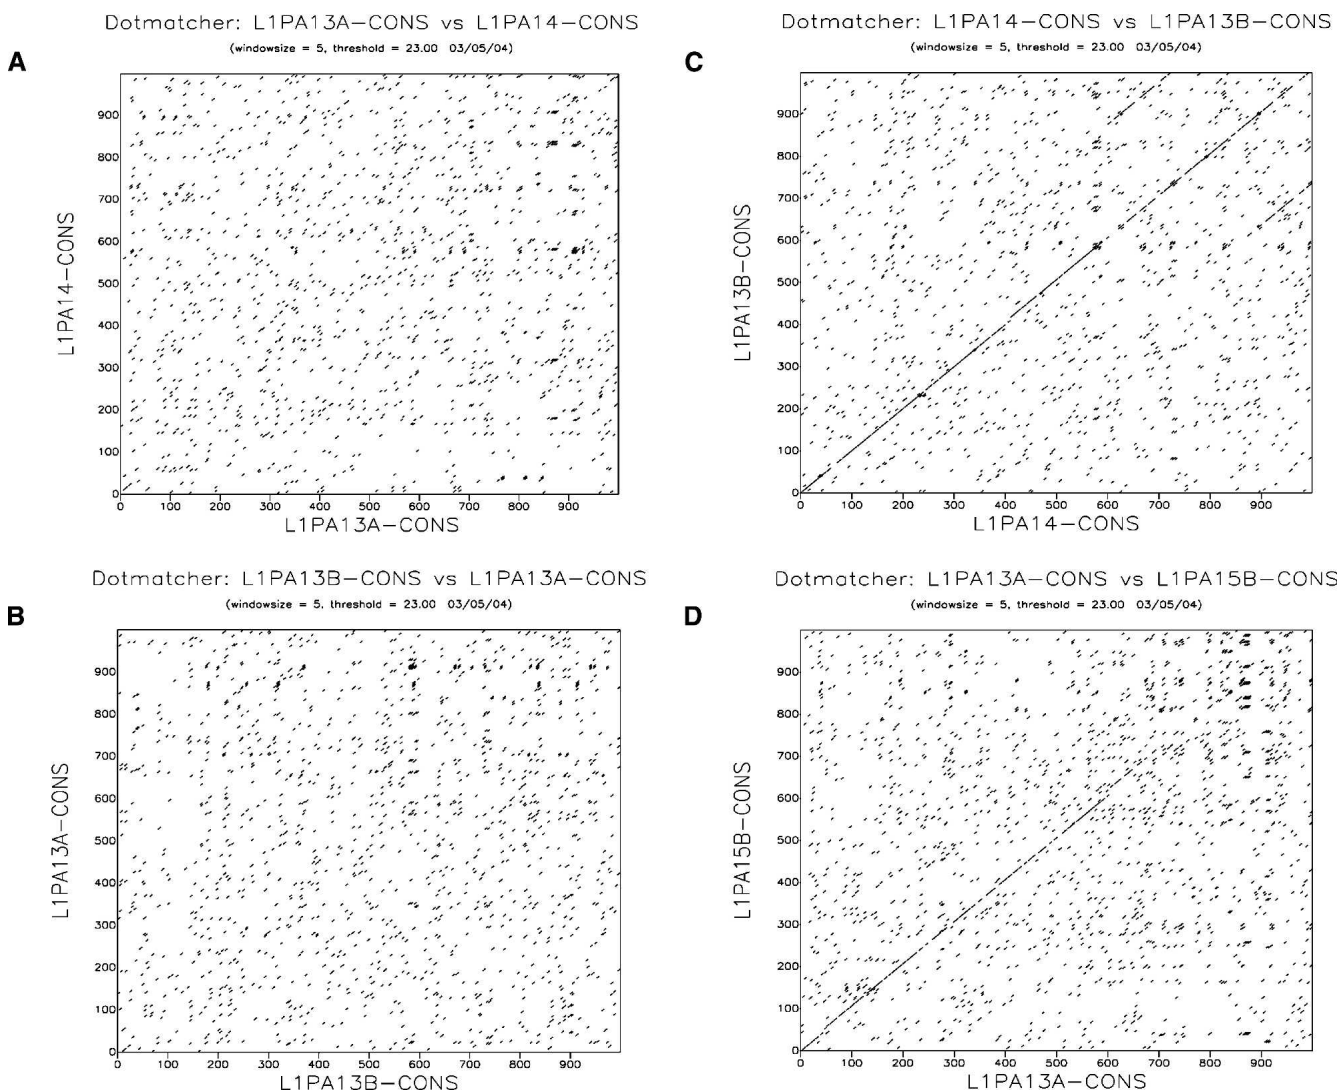 Dotmatcher: L1PA13A-CONS vs L1PA14-CONS
(windowsize = 5, threshold = 23.00 03/05/04)
A
L1PA14-CONS
900
800
700
600
500
400
300
200
100
0
0 100 200 300 400 500 600 700 800 900
L1PA13A-CONS
Dotmatcher: L1PA14-CONS vs L1PA13B-CONS
(windowsize = 5, threshold = 23.00 03/05/04)
C
L1PA13B-CONS
900
800
700
600
500
400
300
200
100
0
0 100 200 300 400 500 600 700 800 900
L1PA14-CONS
Dotmatcher: L1PA13B-CONS vs L1PA13A-CONS
(windowsize = 5, threshold = 23.00 03/05/04)
B
L1PA13A-CONS
900
800
700
600
500
400
300
200
100
0
0 100 200 300 400 500 600 700 800 900
L1PA13B-CONS
Dotmatcher: L1PA13A-CONS vs L1PA15B-CONS
(windowsize = 5, threshold = 23.00 03/05/04)
D
L1PA15B-CONS
900
800
700
600
500
400
300
200
100
0
0 100 200 300 400 500 600 700 800 900
L1PA13A-CONS